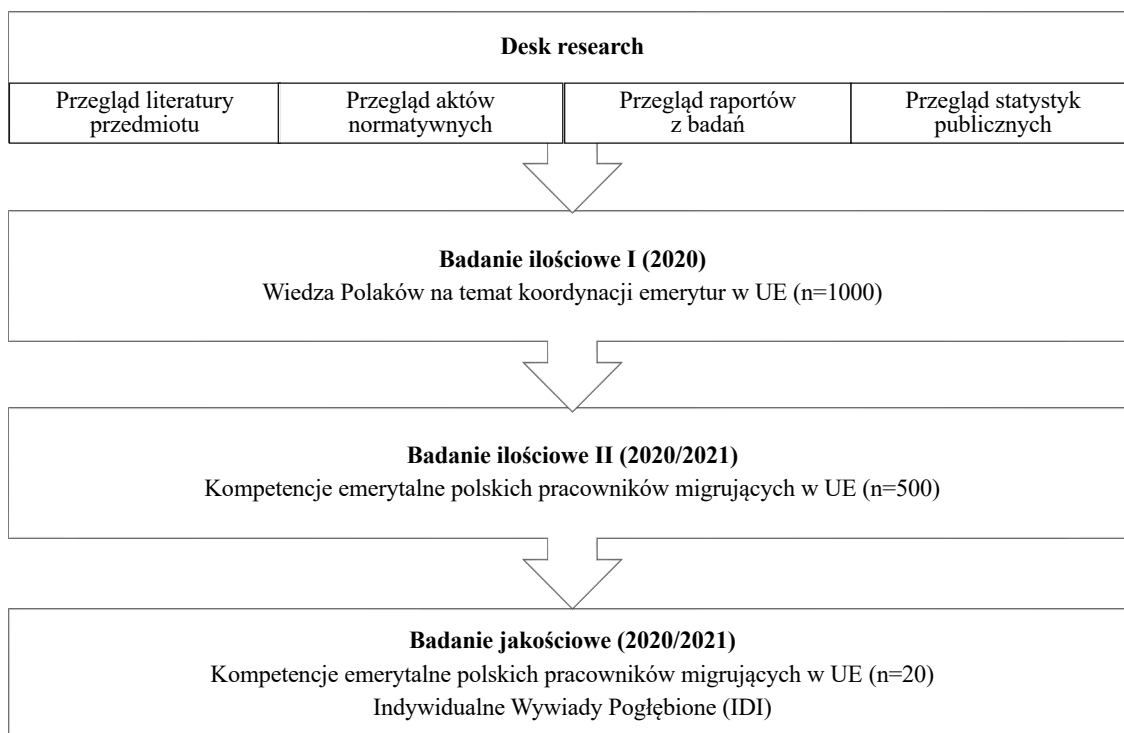 Desk research
Przegląd literatury
przedmiotu
Przegląd aktów
normatywnych
Przegląd raportów
z badań
Przegląd statystyk
publicznych
Badanie ilościowe I (2020)
Wiedza Polaków na temat koordynacji emerytur w UE (n=1000)
Badanie ilościowe II (2020/2021)
Kompetencje emerytalne polskich pracowników migrujących w UE (n=500)
Badanie jakościowe (2020/2021)
Kompetencje emerytalne polskich pracowników migrujących w UE (n=20)
Indywidualne Wywiady Pogłębione (IDI)